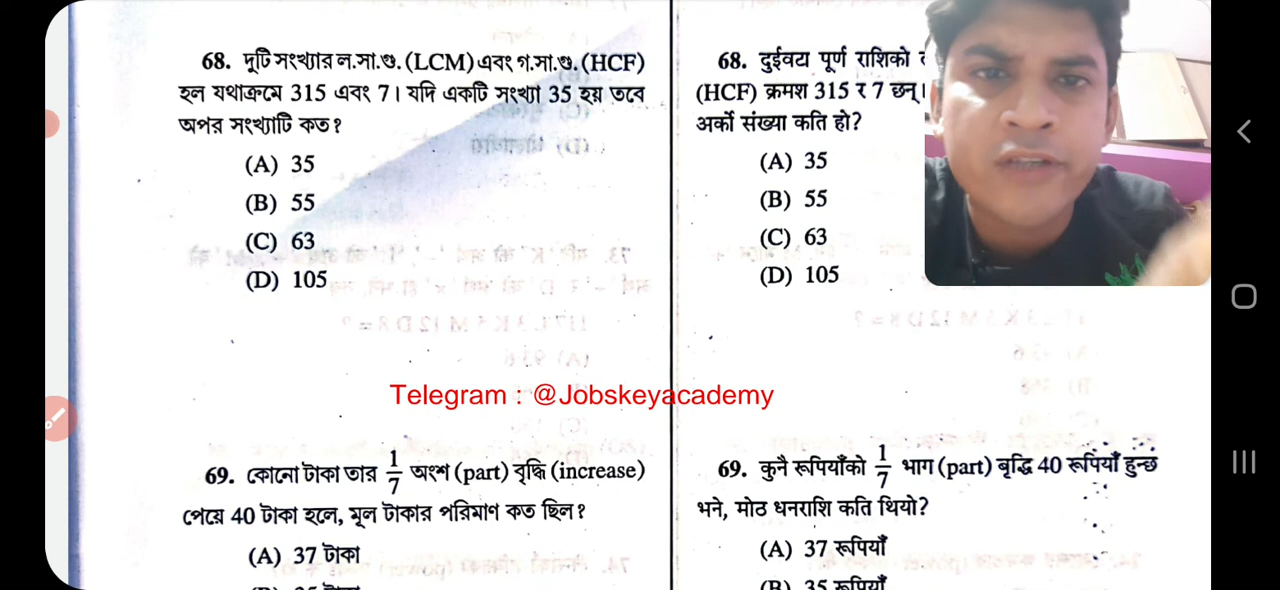 68. দুটি সংখ্যার ল.সা.গু. (LCM) এবং গ.সা.গু. (HCF)
হল যথাক্রমে 315 এবং 7। যদি একটি সংখ্যা 35 হয় তবে
অপর সংখ্যাটি কত?
(A) 35
(B) 55
(C) 63
(D) 105
69. কোনো টাকা তার 1/7 অংশ (part) বৃদ্ধি (increase)
পেয়ে 40 টাকা হলে, মূল টাকার পরিমাণ কত ছিল?
(A) 37 টাকা
68. दुईवटा पूर्ण राशिको
(HCF) क्रमश 315 र 7 छन्।
अर्को संख्या कति हो?
(A) 35
(B) 55
(C) 63
(D) 105
69. कुनै रूपियाँको 1/7 भाग (part) बृद्धि 40 रूपियाँ हुन्छ
भने, मोठ धनराशि कति थियो?
(A) 37 रूपियाँ
Telegram : @Jobskeyacademy